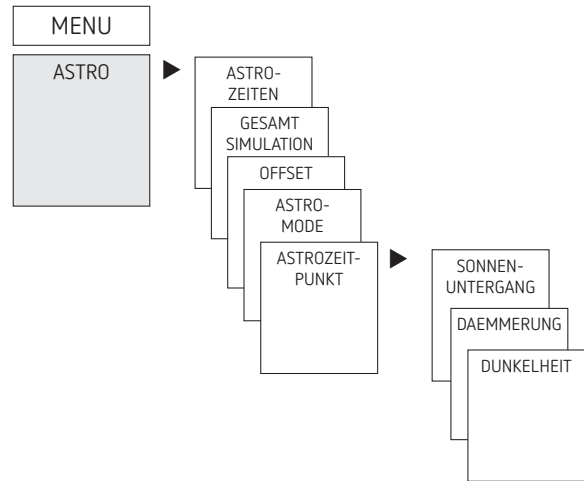 MENU
ASTRO
ASTRO-
ZEITEN
GESAMT
SIMULATION
OFFSET
ASTRO-
MODE
ASTROZEIT-
PUNKT
SONNEN-
UNTERGANG
DAEMMERUNG
DUNKELHEIT